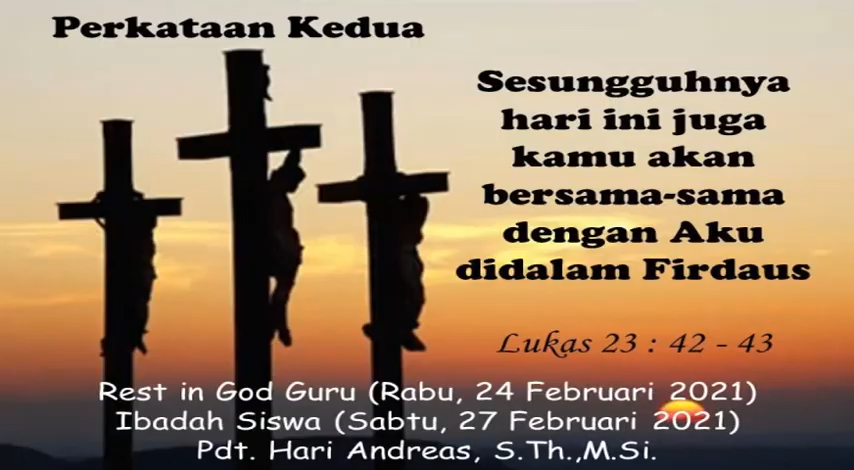 Perkataan Kedua
Sesungguhnya
hari ini juga
kamu akan
bersama-sama
dengan Aku
didalam Firdaus
Lukas 23 : 42 - 43
Rest in God Guru (Rabu, 24 Februari 2021)
Ibadah Siswa (Sabtu, 27 Februari 2021)
Pdt. Hari Andreas, S.Th.,M.Si.